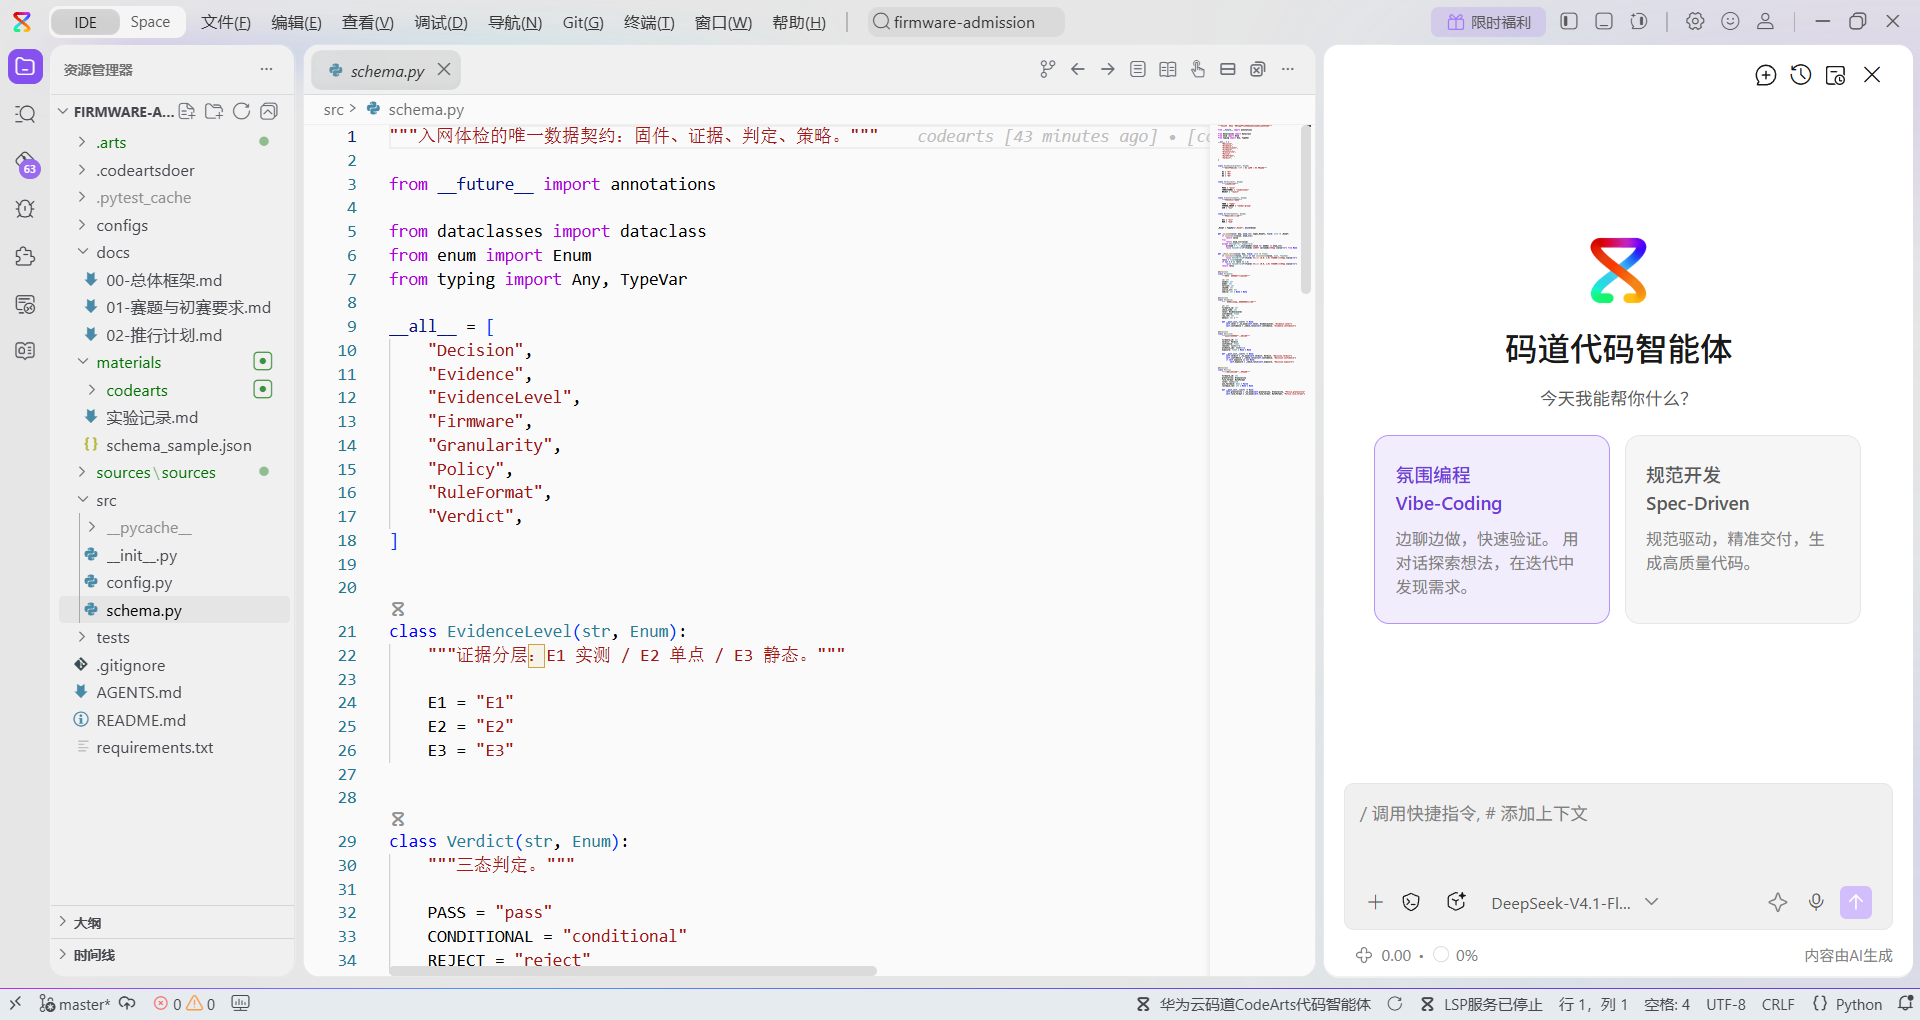 IDE Space 文件(F) 编辑(E) 查看(V) 调试(D) 导航(N) Git(G) 终端(T) 窗口(W) 帮助(H) firmware-admission 限时福利
资源管理器
FIRMWARE-A...
.arts
.codeartsdoer
.pytest_cache
configs
docs
00-总体框架.md
01-赛题与初赛要求.md
02-推行计划.md
materials
codearts
实验记录.md
schema_sample.json
sources\sources
src
__pycache__
__init__.py
config.py
schema.py
tests
.gitignore
AGENTS.md
README.md
requirements.txt
大纲
时间线
63
schema.py
src > schema.py
1 """入网体检的唯一数据契约：固件、证据、判定、策略。""" codearts [43 minutes ago] • [co
2
3 from __future__ import annotations
4
5 from dataclasses import dataclass
6 from enum import Enum
7 from typing import Any, TypeVar
8
9 __all__ = [
10 "Decision",
11 "Evidence",
12 "EvidenceLevel",
13 "Firmware",
14 "Granularity",
15 "Policy",
16 "RuleFormat",
17 "Verdict",
18 ]
19
20
21 class EvidenceLevel(str, Enum):
22 """证据分层：E1 实测 / E2 单点 / E3 静态。"""
23
24 E1 = "E1"
25 E2 = "E2"
26 E3 = "E3"
27
28
29 class Verdict(str, Enum):
30 """三态判定。"""
31
32 PASS = "pass"
33 CONDITIONAL = "conditional"
34 REJECT = "reject"
码道代码智能体
今天我能帮你什么？
氛围编程
Vibe-Coding
边聊边做，快速验证。 用
对话探索想法，在迭代中
发现需求。
规范开发
Spec-Driven
规范驱动，精准交付，生
成高质量代码。
/ 调用快捷指令, # 添加上下文
DeepSeek-V4.1-Fl...
0.00 • 0%
内容由AI生成
master* 0 0 华为云码道CodeArts代码智能体 LSP服务已停止 行 1，列 1 空格: 4 UTF-8 CRLF Python